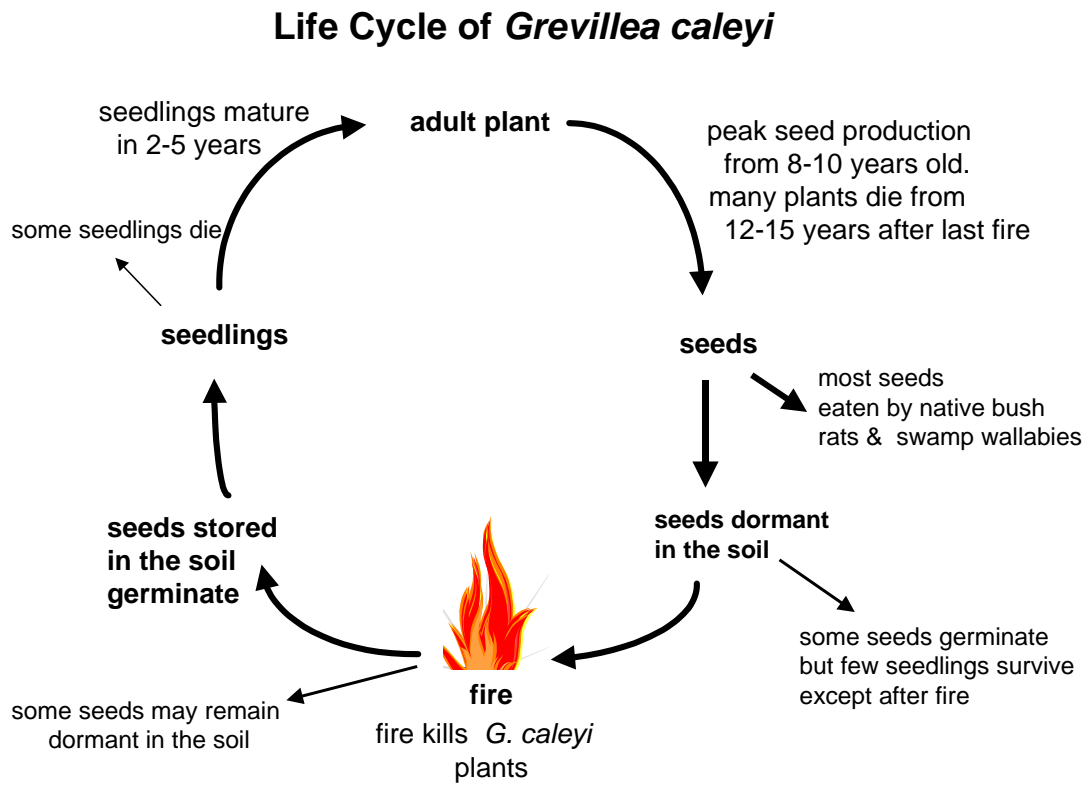 Life Cycle of Grevillea caleyi
adult plant
peak seed production
from 8-10 years old.
many plants die from
12-15 years after last fire
seeds
most seeds
eaten by native bush
rats & swamp wallabies
seeds dormant
in the soil
some seeds germinate
but few seedlings survive
except after fire
fire
fire kills G. caleyi
plants
some seeds may remain
dormant in the soil
seeds stored
in the soil
germinate
seedlings
some seedlings die
seedlings mature
in 2-5 years